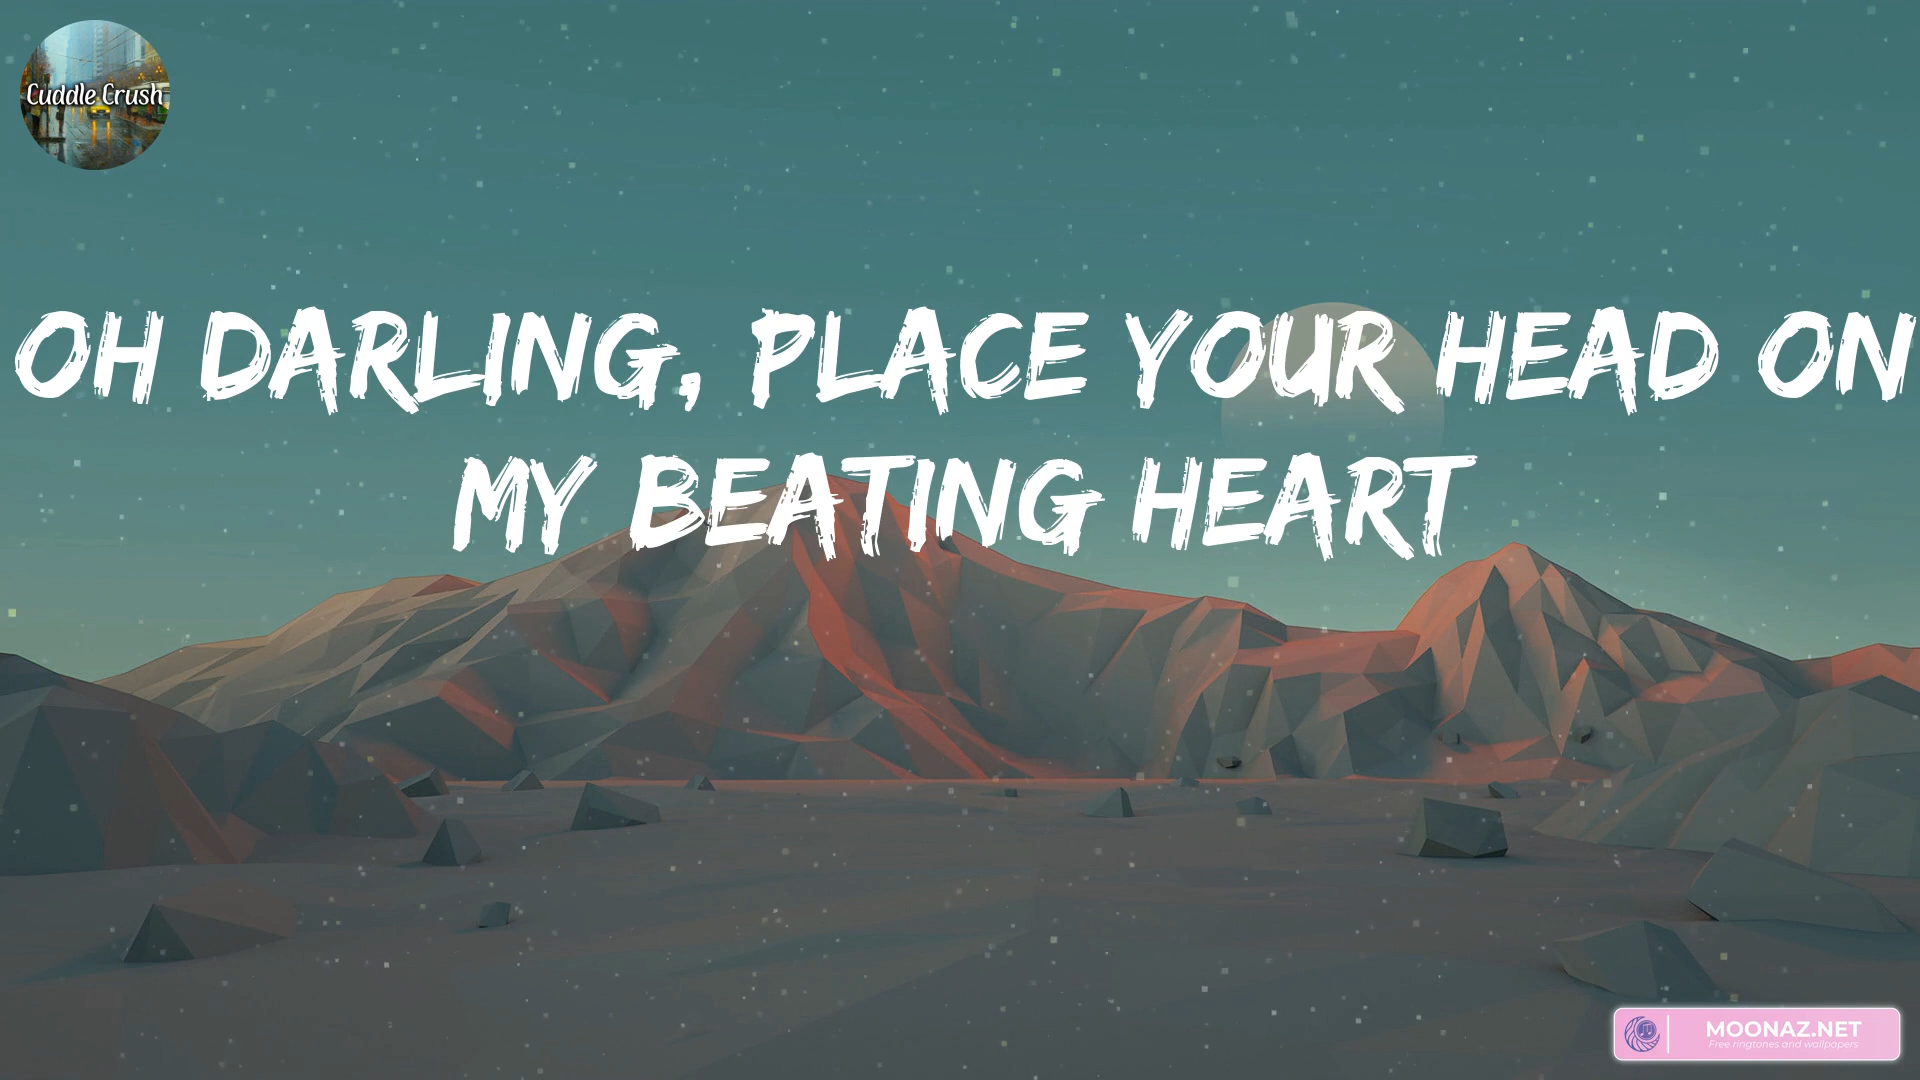 Cuddle Crush
OH DARLING, PLACE YOUR HEAD ON
MY BEATING HEART
MOONAZ.NET
Free ringtones and wallpapers